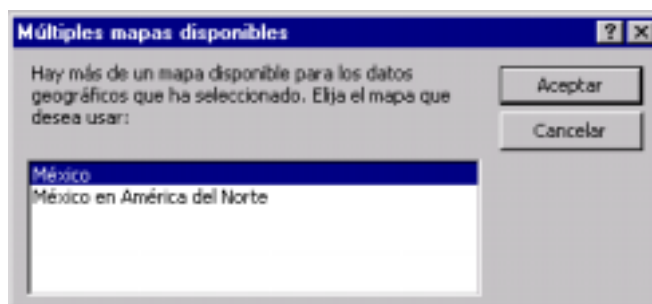 Múltiples mapas disponibles
Hay más de un mapa disponible para los datos
geográficos que ha seleccionado. Elija el mapa que
desea usar:
Aceptar
Cancelar
México
México en América del Norte